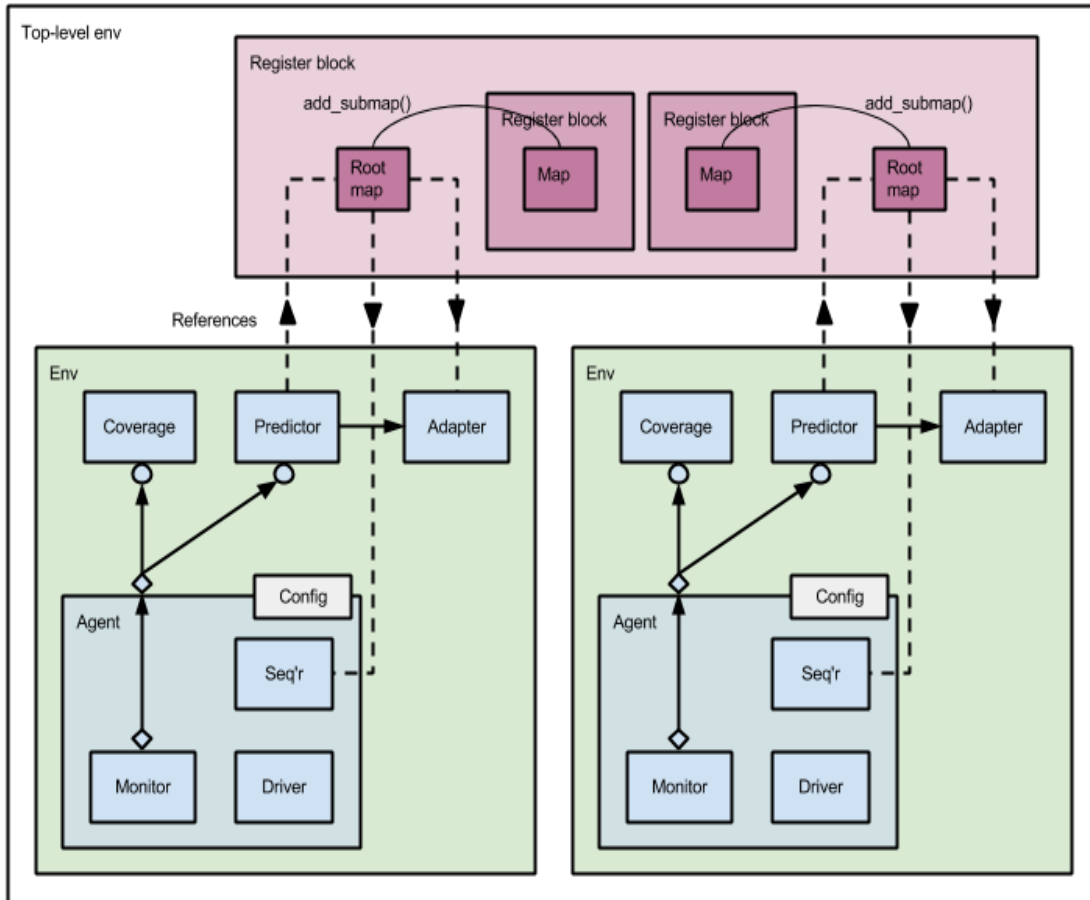 Top-level env
Register block
add_submap()
add_submap()
Register block
Register block
Root
map
Map
Map
Root
map
References
Env
Env
Coverage
Predictor
Adapter
Coverage
Predictor
Adapter
Config
Config
Agent
Agent
Seq'r
Seq'r
Monitor
Driver
Monitor
Driver